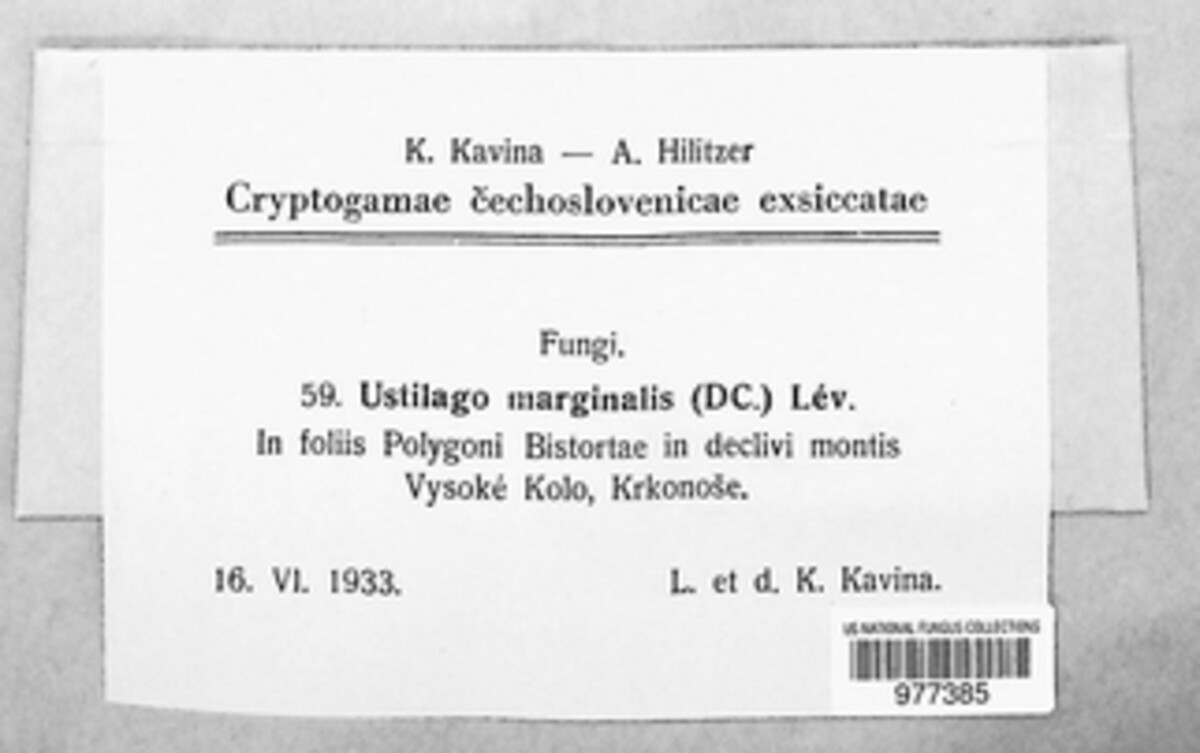 K. Kavina — A. Hilitzer
Cryptogamae čechoslovenicae exsiccatae
Fungi.
59. Ustilago marginalis (DC.) Lév.
In foliis Polygoni Bistortae in declivi montis
Vysoké Kolo, Krkonoše.
16. VI. 1933.
L. et d. K. Kavina.
US NATIONAL FUNGUS COLLECTIONS
977385